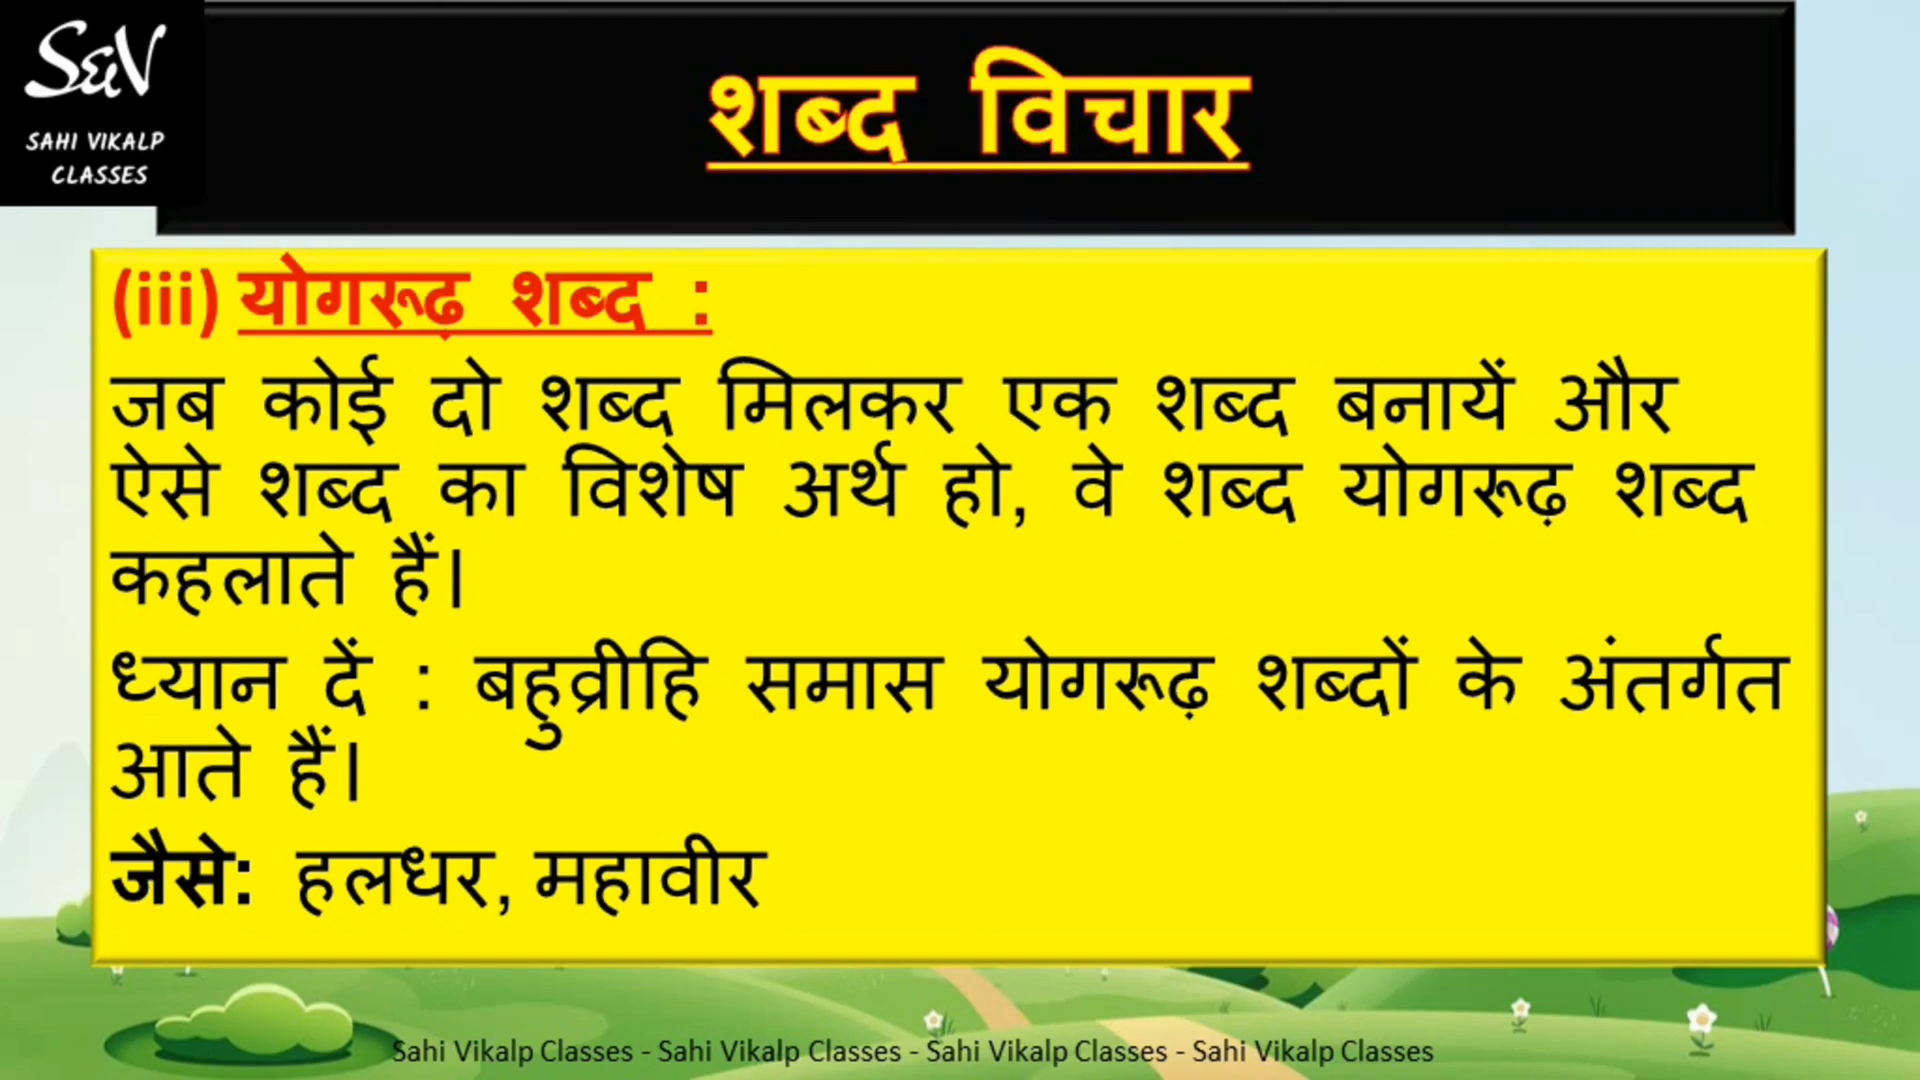 SEV
SAHI VIKALP
CLASSES
शब्द विचार
(iii) योगरूढ़ शब्द :
जब कोई दो शब्द मिलकर एक शब्द बनायें और
ऐसे शब्द का विशेष अर्थ हो, वे शब्द योगरूढ़ शब्द
कहलाते हैं।
ध्यान दें : बहुव्रीहि समास योगरूढ़ शब्दों के अंतर्गत
आते हैं।
जैसे: हलधर, महावीर
Sahi Vikalp Classes - Sahi Vikalp Classes - Sahi Vikalp Classes - Sahi Vikalp Classes